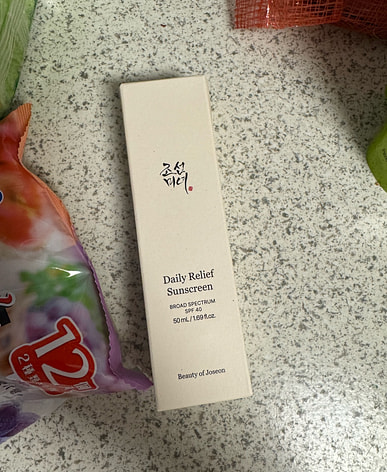 조선
미녀
Daily Relief
Sunscreen
BROAD SPECTRUM
SPF 40
50 mL / 1.69 fl.oz.
Beauty of Joseon
12